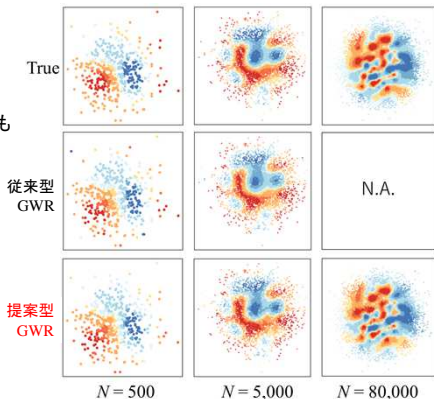 True
も
従来型
GWR
N.A.
提案型
GWR
N = 500
N = 5,000
N = 80,000